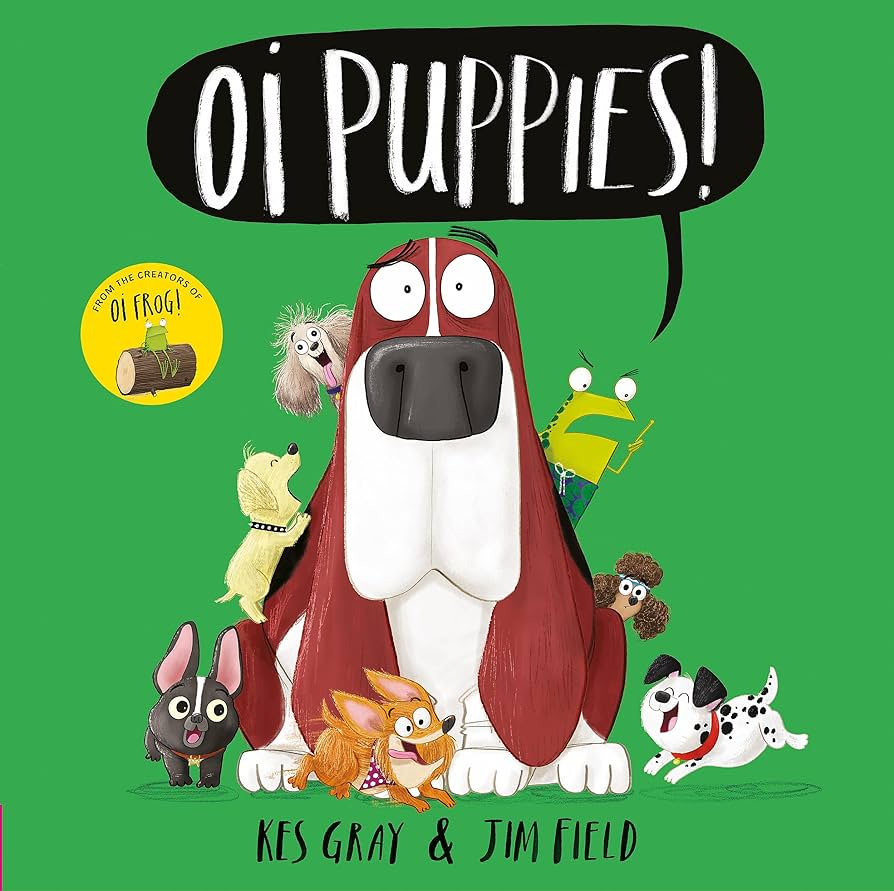 Oi PUPPIES!
FROM THE CREATORS OF
Oi FROG!
KES GRAY & JIM FIELD